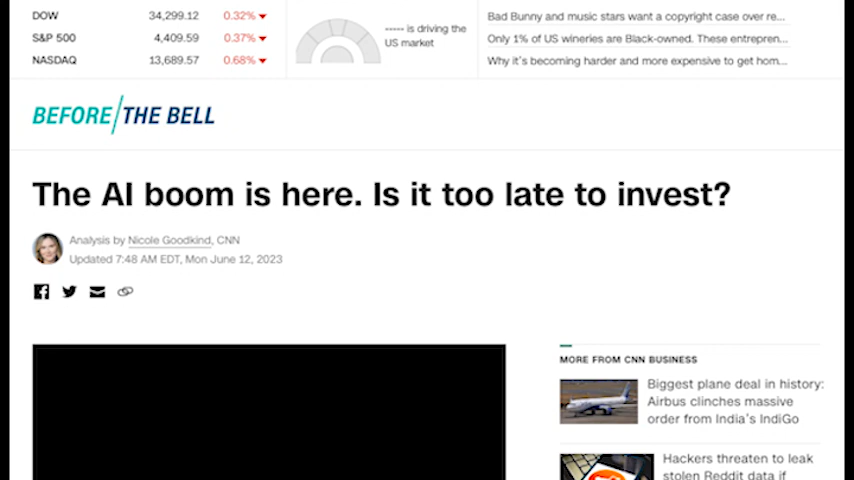 DOW 34,299.12 0.32%
S&P 500 4,409.59 0.37%
NASDAQ 13,689.57 0.68%
----- is driving the
US market
Bad Bunny and music stars want a copyright case over re...
Only 1% of US wineries are Black-owned. These entrepren...
Why it's becoming harder and more expensive to get hom...
BEFORE/THE BELL
The AI boom is here. Is it too late to invest?
Analysis by Nicole Goodkind, CNN
Updated 7:48 AM EDT, Mon June 12, 2023
MORE FROM CNN BUSINESS
Biggest plane deal in history:
Airbus clinches massive
order from India's IndiGo
Hackers threaten to leak
stolen Reddit data if